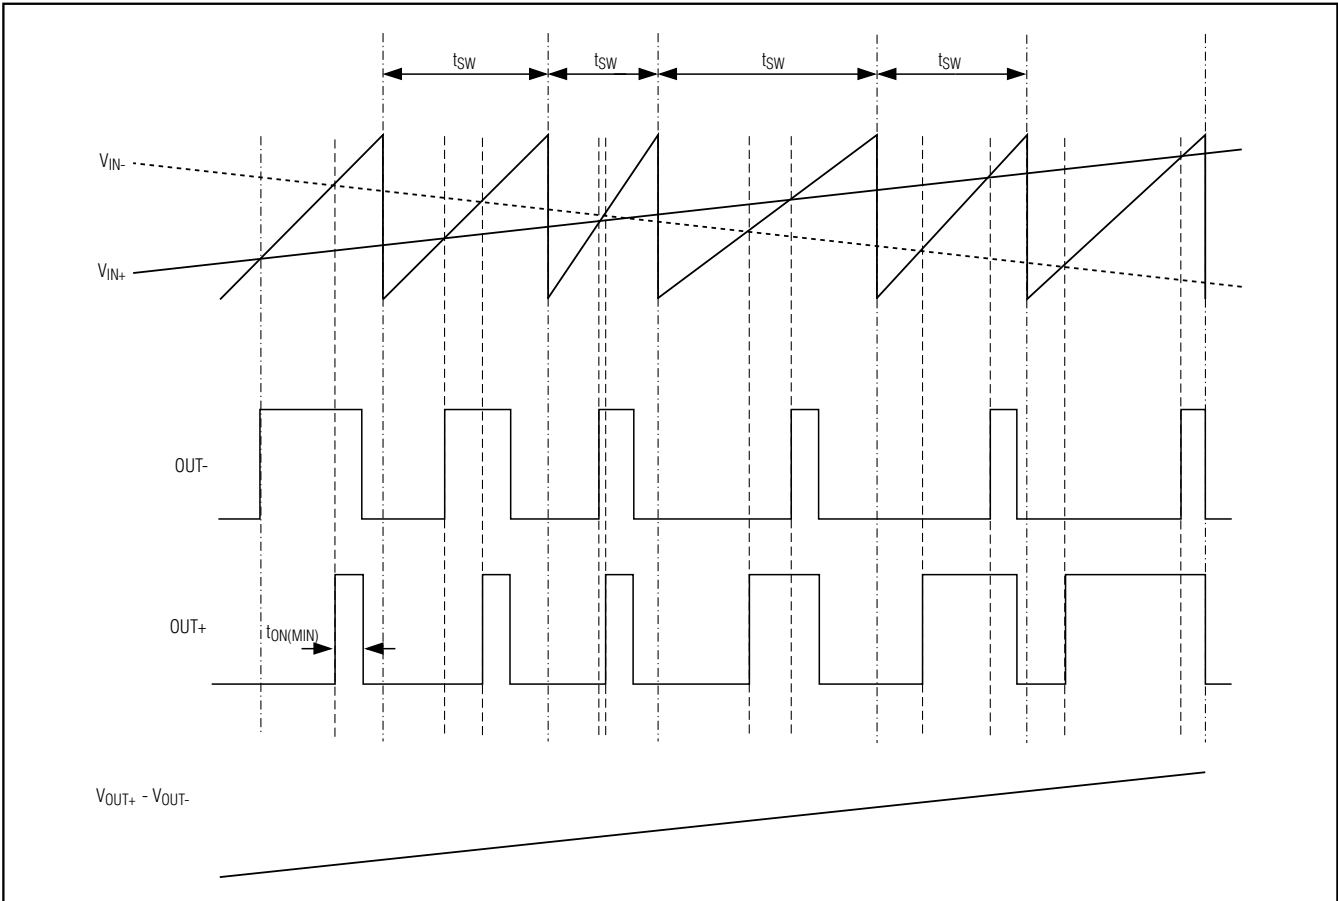 tSW tSW tSW tSW
VIN-
VIN+
OUT-
OUT+
tON(MIN)
VOUT+ - VOUT-